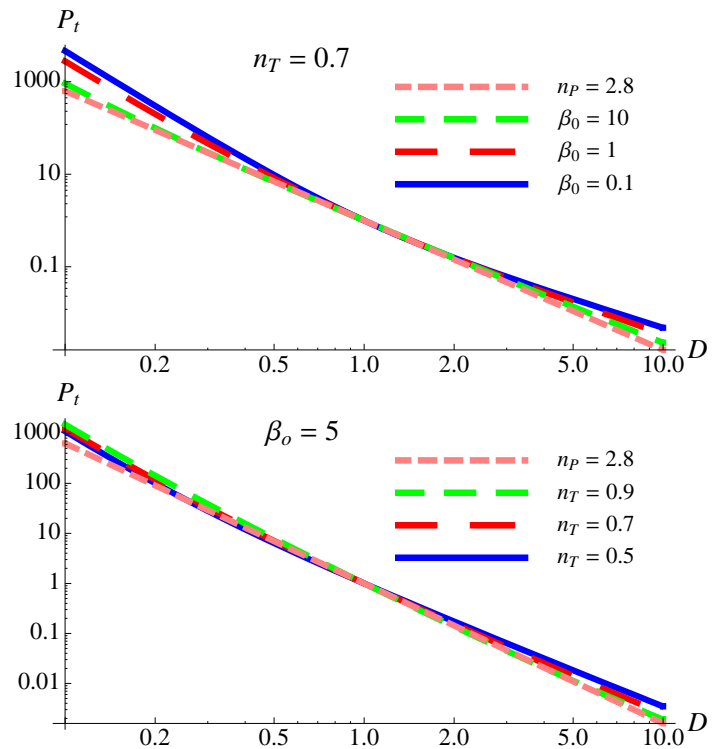 P_t
n_T = 0.7
1000
n_P = 2.8
β_0 = 10
10
β_0 = 1
β_0 = 0.1
0.1
D
0.2 0.5 1.0 2.0 5.0 10.0
P_t
β_o = 5
1000
n_P = 2.8
100
n_T = 0.9
10
n_T = 0.7
n_T = 0.5
1
0.1
0.01
D
0.2 0.5 1.0 2.0 5.0 10.0